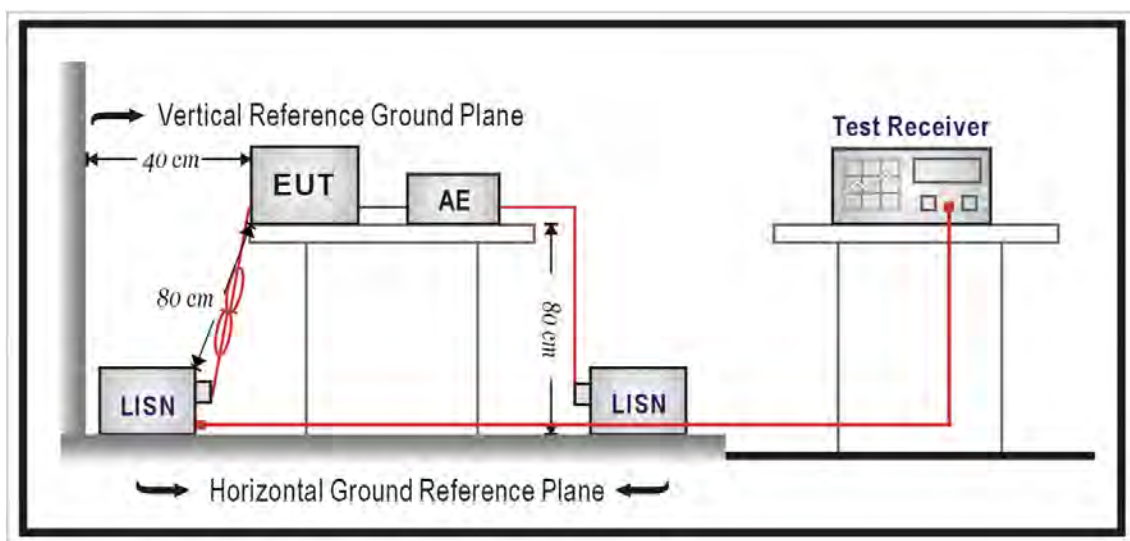 Vertical Reference Ground Plane
40 cm
EUT
AE
Test Receiver
80 cm
80 cm
LISN
LISN
Horizontal Ground Reference Plane